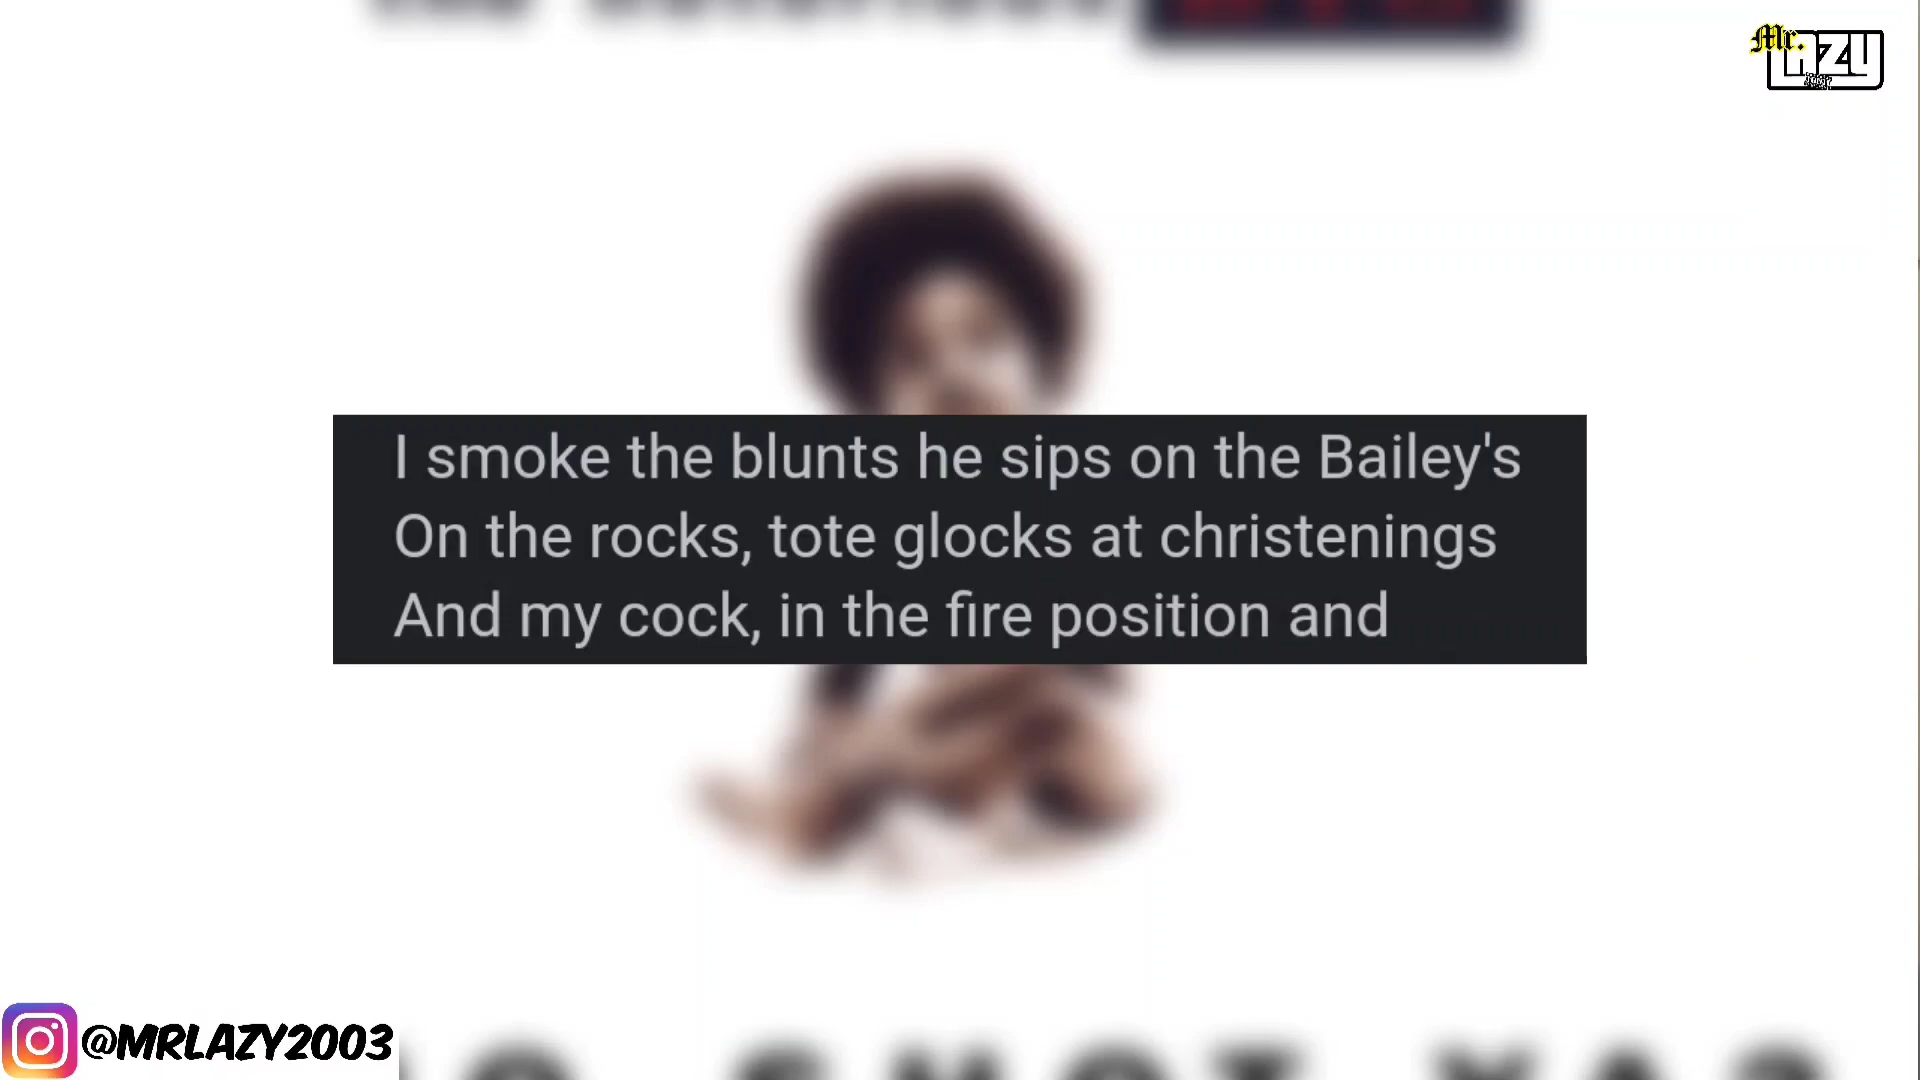 Mr.
LAZY
I smoke the blunts he sips on the Bailey's
On the rocks, tote glocks at christenings
And my cock, in the fire position and
@MRLAZY2003